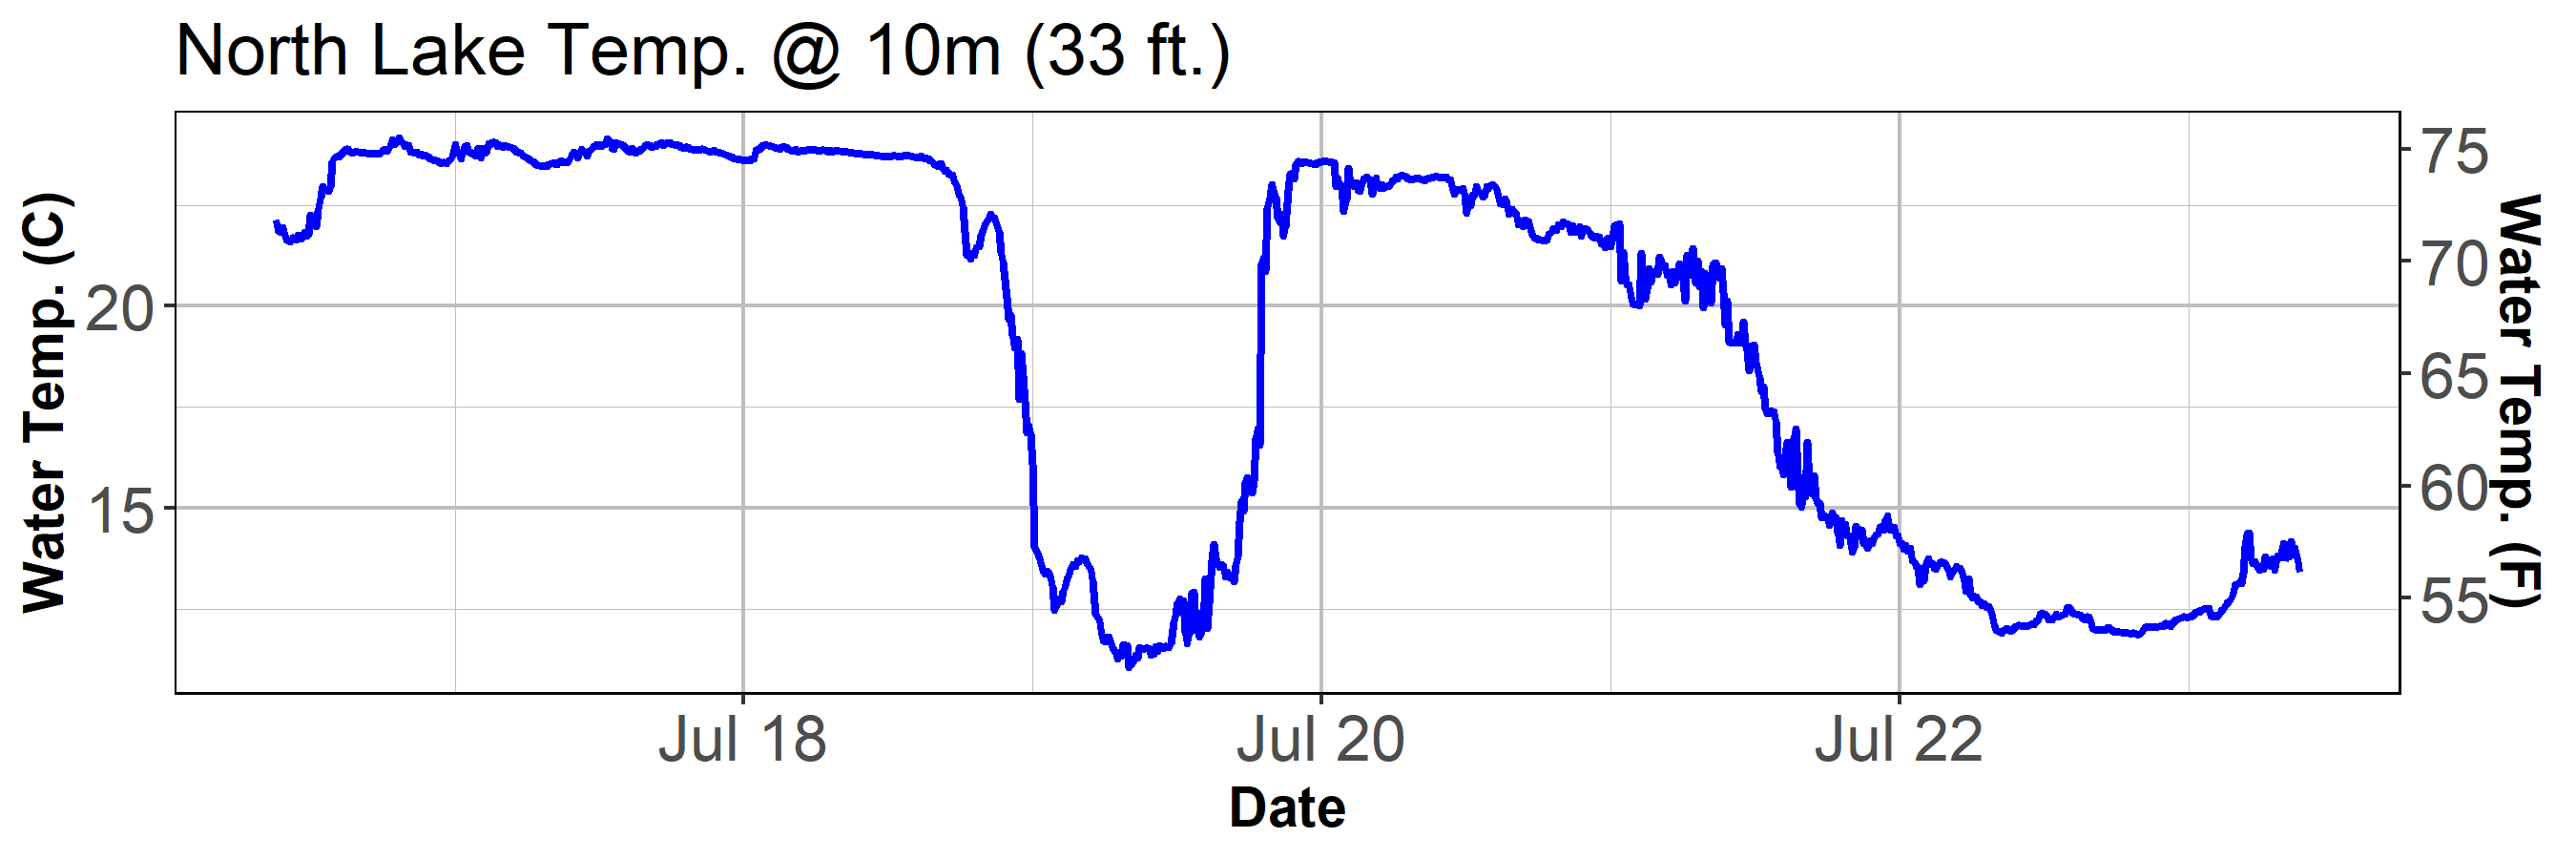 North Lake Temp. @ 10m (33 ft.)
Water Temp. (C)
20
15
75
70
65
60
55
Water Temp. (F)
Jul 18
Jul 20
Jul 22
Date